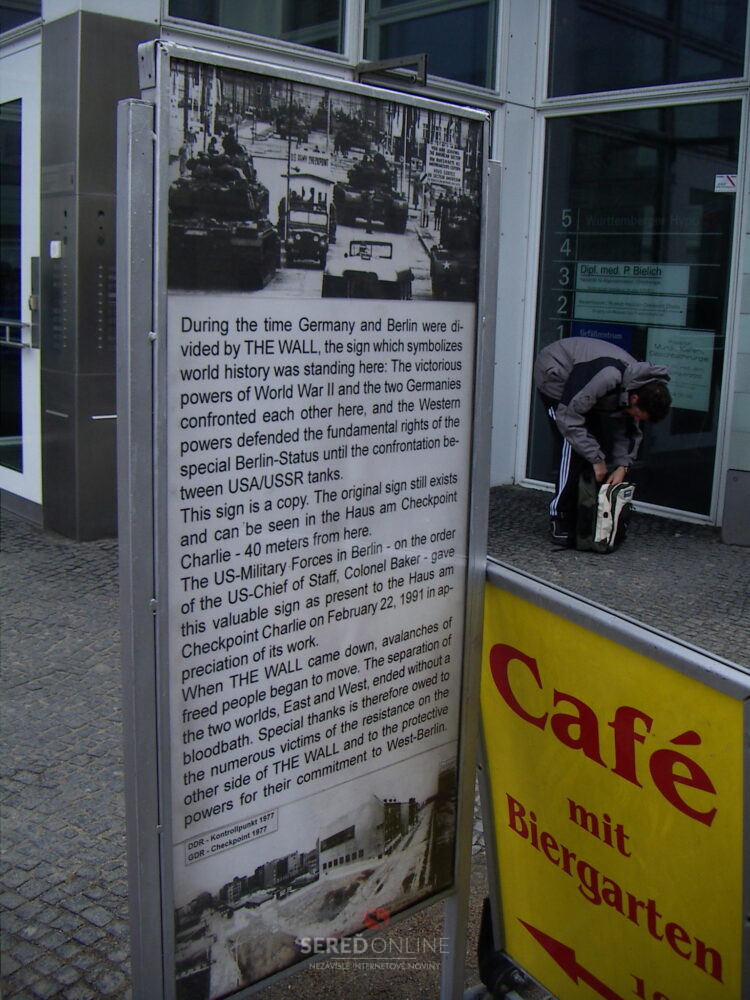 US ARMY CHECKPOINT
During the time Germany and Berlin were di-
vided by THE WALL, the sign which symbolizes
world history was standing here: The victorious
powers of World War II and the two Germanies
confronted each other here, and the Western
powers defended the fundamental rights of the
special Berlin-Status until the confrontation be-
tween USA/USSR tanks.
This sign is a copy. The original sign still exists
and can be seen in the Haus am Checkpoint
Charlie - 40 meters from here.
The US-Military Forces in Berlin - on the order
of the US-Chief of Staff, Colonel Baker - gave
this valuable sign as present to the Haus am
Checkpoint Charlie on February 22, 1991 in ap-
preciation of its work.
When THE WALL came down, avalanches of
freed people began to move. The separation of
the two worlds, East and West, ended without a
bloodbath. Special thanks is therefore owed to
the numerous victims of the resistance on the
other side of THE WALL and to the protective
powers for their commitment to West-Berlin.
DDR - Kontrollpunkt 1977
GDR - Checkpoint 1977
5 Württemberger Hypo
4
3 Dipl. med. P. Bielich
2
1 Gefäßzentrum
Café
mit
Biergarten
SEREĎONLINE
NEZÁVISLÉ INTERNETOVÉ NOVINY